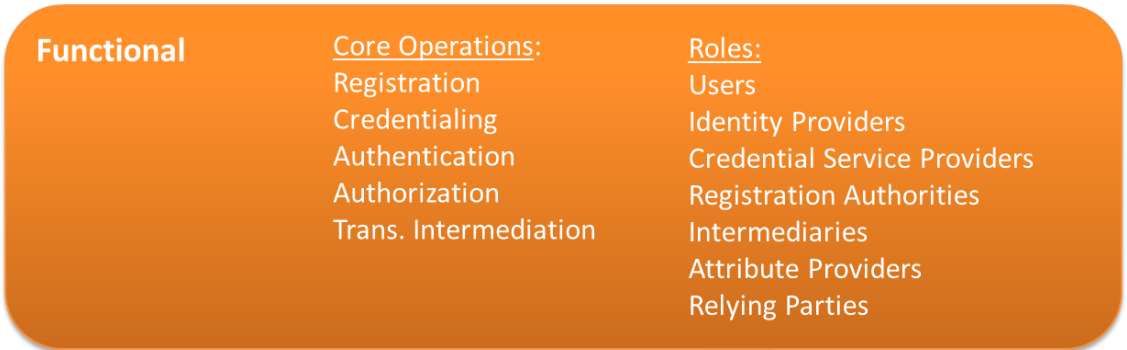 Functional
Core Operations:
Registration
Credentialing
Authentication
Authorization
Trans. Intermediation
Roles:
Users
Identity Providers
Credential Service Providers
Registration Authorities
Intermediaries
Attribute Providers
Relying Parties